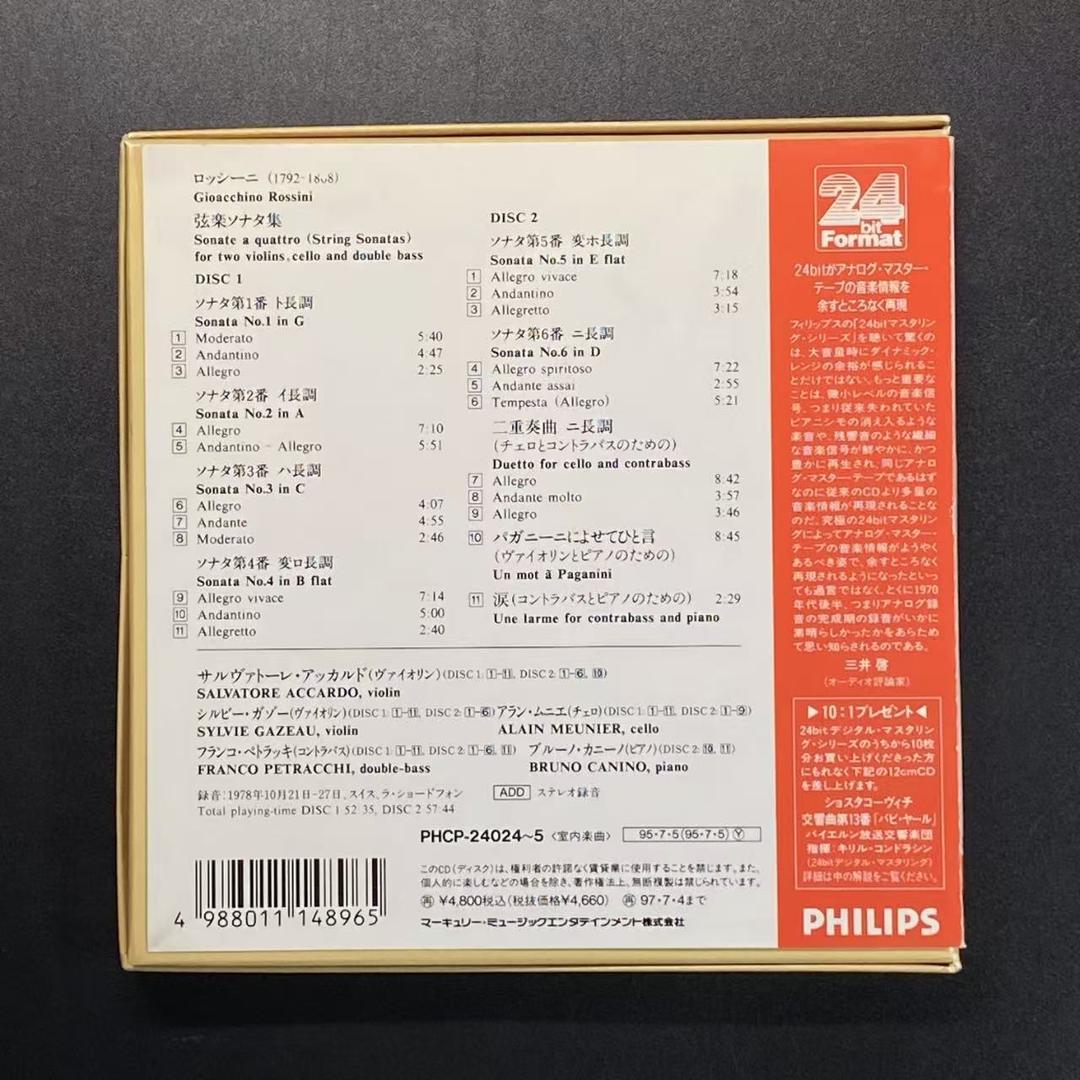 ロッシーニ (1792-1868)
Gioacchino Rossini
弦楽ソナタ集
Sonate a quattro (String Sonatas)
for two violins, cello and double bass
DISC 1
ソナタ第1番 ト長調
Sonata No.1 in G
1 Moderato 5:40
2 Andantino 4:47
3 Allegro 2:25
ソナタ第2番 イ長調
Sonata No.2 in A
4 Allegro 7:10
5 Andantino - Allegro 5:51
ソナタ第3番 ハ長調
Sonata No.3 in C
6 Allegro 4:07
7 Andante 4:55
8 Moderato 2:46
ソナタ第4番 変ロ長調
Sonata No.4 in B flat
9 Allegro vivace 7:14
10 Andantino 5:00
11 Allegretto 2:40
DISC 2
ソナタ第5番 変ホ長調
Sonata No.5 in E flat
1 Allegro vivace 7:18
2 Andantino 3:54
3 Allegretto 3:15
ソナタ第6番 ニ長調
Sonata No.6 in D
4 Allegro spiritoso 7:22
5 Andante assai 2:55
6 Tempesta (Allegro) 5:21
二重奏曲 ニ長調
(チェロとコントラバスのための)
Duetto for cello and contrabass
7 Allegro 8:42
8 Andante molto 3:57
9 Allegro 3:46
10 パガニーニによせてひと言 8:45
(ヴァイオリンとピアノのための)
Un mot à Paganini
11 涙(コントラバスとピアノのための) 2:29
Une larme for contrabass and piano
サルヴァトーレ・アッカルド(ヴァイオリン)(DISC 1: 1-11, DISC 2: 1-6, 10)
SALVATORE ACCARDO, violin
シルビー・ガゾー(ヴァイオリン)(DISC 1: 1-11, DISC 2: 1-6) アラン・ムニエ(チェロ)(DISC 1: 1-11, DISC 2: 1-9)
SYLVIE GAZEAU, violin ALAIN MEUNIER, cello
フランコ・ペトラッキ(コントラバス)(DISC 1: 1-11, DISC 2: 1-6, 11) ブルーノ・カニーノ(ピアノ)(DISC 2: 10, 11)
FRANCO PETRACCHI, double-bass BRUNO CANINO, piano
録音:1978年10月21日-27日, スイス, ラ・ショードフォン ADD ステレオ録音
Total playing-time DISC 1 52:35, DISC 2 57:44
PHCP-24024~5 〈室内楽曲〉 95・7・5(95・7・5)Ⓨ
このCD(ディスク)は、権利者の許諾なく賃貸業に使用することを禁じます。また、
個人的に楽しむなどの場合を除き、著作権法上、無断複製は禁じられています。
再 ¥4,800税込(税抜価格¥4,660) 再 97・7・4まで
マーキュリー・ミュージックエンタテインメント株式会社
4 988011 148965
24
bit
Format
24bitがアナログ・マスター・
テープの音楽情報を
余すところなく再現
フィリップスの「24bitマスタリン
グ・シリーズ」を聴いて驚くの
は、大音量時にダイナミック・
レンジの余裕が感じられるこ
とだけではない。もっと重要な
ことは、微小レベルの音楽信
号、つまり従来失われていた
ピアニシモの消え入るような
楽音や、残響音のような繊細
な音楽信号が鮮やかに、かつ
豊かに再生され、同じアナロ
グ・マスター・テープであるはず
なのに従来のCDより多量の
音楽情報が再現されることな
のだ。究極の24bitマスタリン
グによってアナログ・マスター・
テープの音楽情報がようやく
あるべき姿で、余すところなく
再現されるようになったといっ
ても過言ではなく、とくに1970
年代後半、つまりアナログ録
音の完成期の録音がいかに
素晴らしかったかをあらためて
思い知らされるのである。
三井 啓
(オーディオ評論家)
▶10:1プレゼント◀
24bitデジタル・マスタリン
グ・シリーズのうちから10枚
分お買い上げくださった方
にもれなく下記の12cmCD
を差し上げます。
ショスタコーヴィチ
交響曲第13番「バビ・ヤール」
バイエルン放送交響楽団
指揮:キリル・コンドラシン
(24bitデジタル・マスタリング)
詳細は中の解説をご覧ください。
PHILIPS